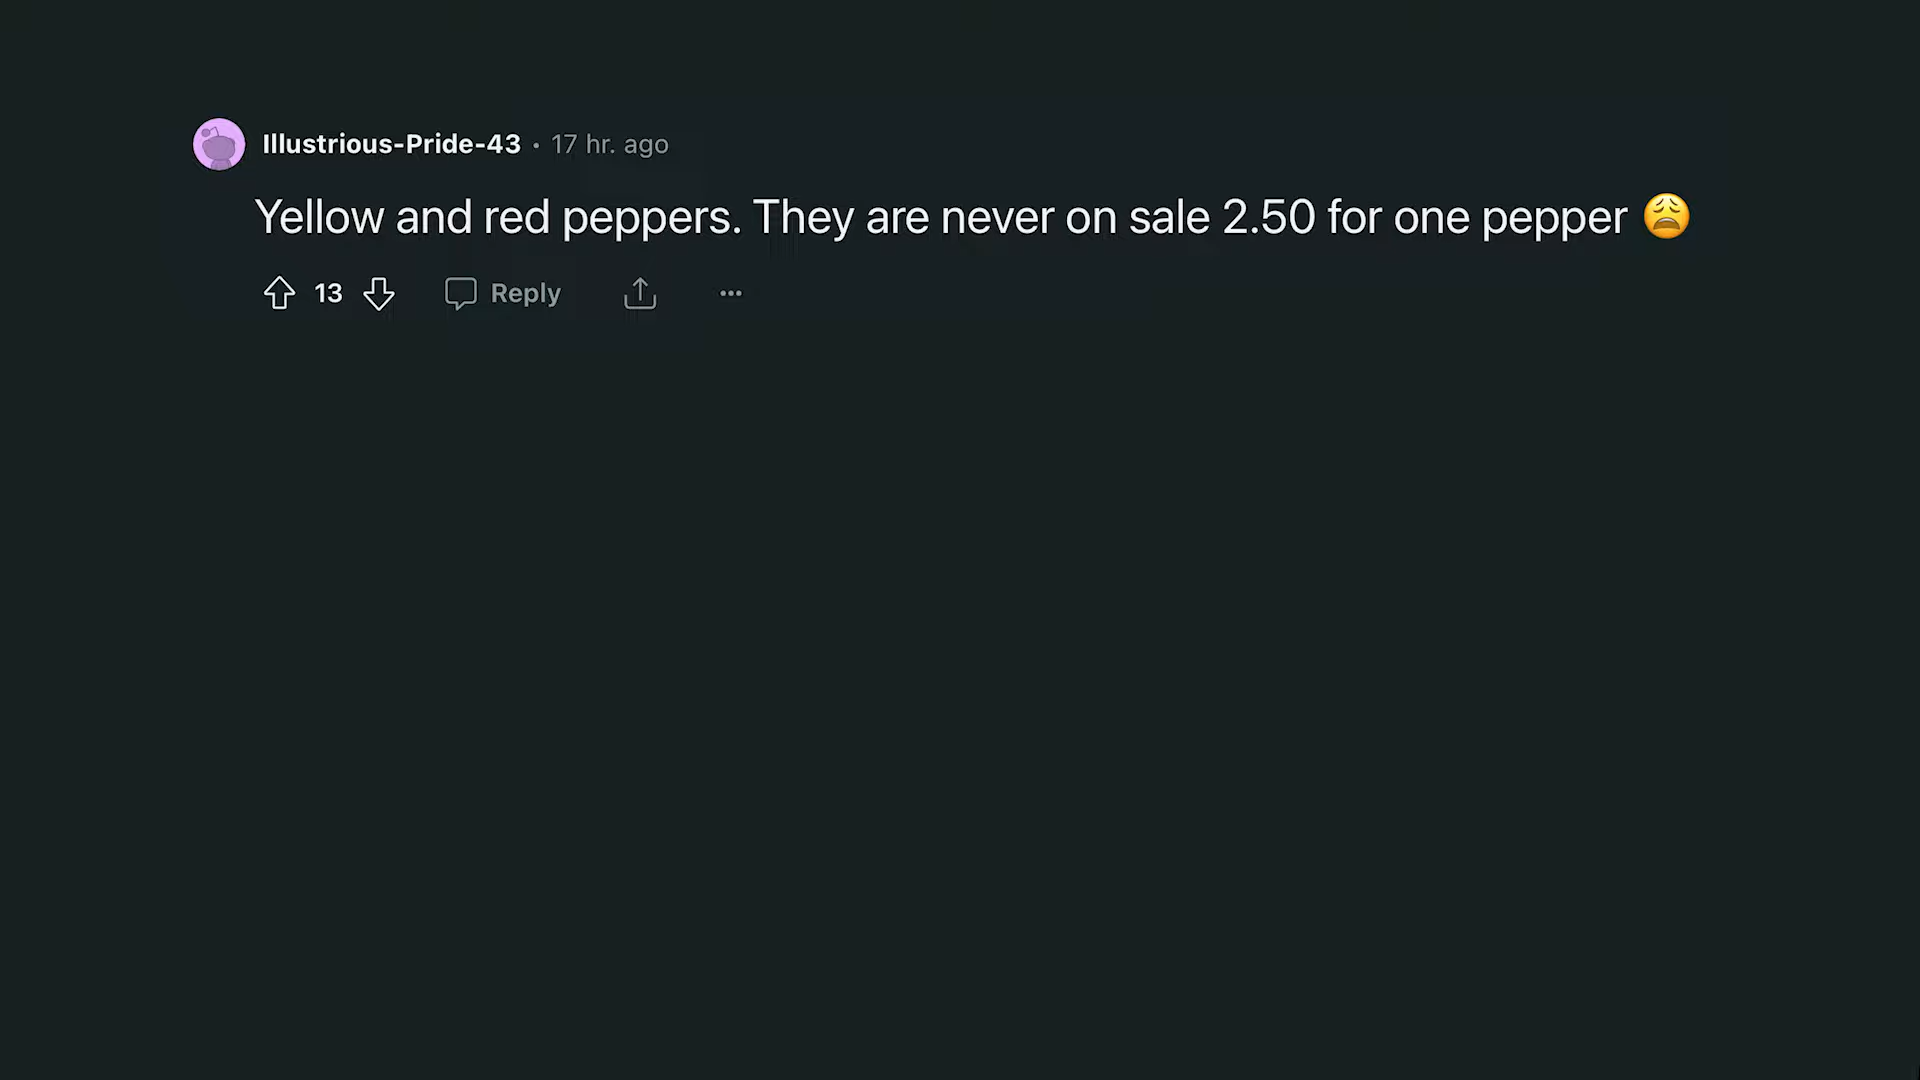 Illustrious-Pride-43 · 17 hr. ago
Yellow and red peppers. They are never on sale 2.50 for one pepper 😩
13 Reply